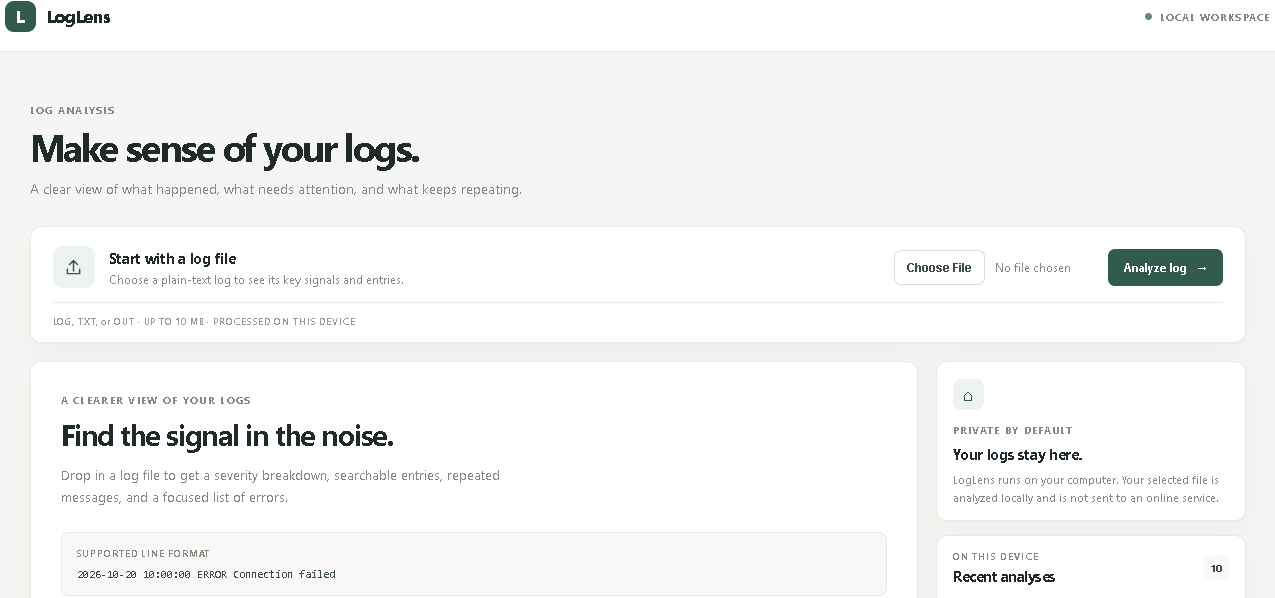 L LogLens
LOCAL WORKSPACE
LOG ANALYSIS
Make sense of your logs.
A clear view of what happened, what needs attention, and what keeps repeating.
Start with a log file
Choose a plain-text log to see its key signals and entries.
Choose File No file chosen
Analyze log →
LOG, TXT, or OUT · UP TO 10 MB · PROCESSED ON THIS DEVICE
A CLEARER VIEW OF YOUR LOGS
Find the signal in the noise.
Drop in a log file to get a severity breakdown, searchable entries, repeated
messages, and a focused list of errors.
SUPPORTED LINE FORMAT
2026-10-20 10:00:00 ERROR Connection failed
PRIVATE BY DEFAULT
Your logs stay here.
LogLens runs on your computer. Your selected file is
analyzed locally and is not sent to an online service.
ON THIS DEVICE
Recent analyses
10